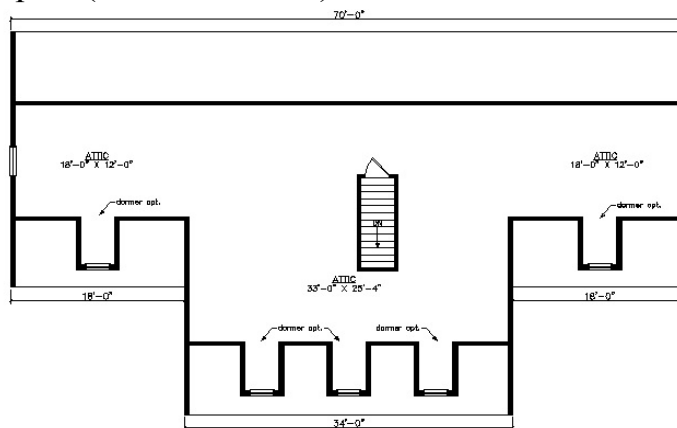 70'-0"
ATTIC
18'-0" X 12'-0"
ATTIC
18'-0" X 12'-0"
dormer opt.
dormer opt.
DN
ATTIC
33'-0" X 25'-4"
18'-0"
18'-0"
dormer opt.
dormer opt.
34'-0"